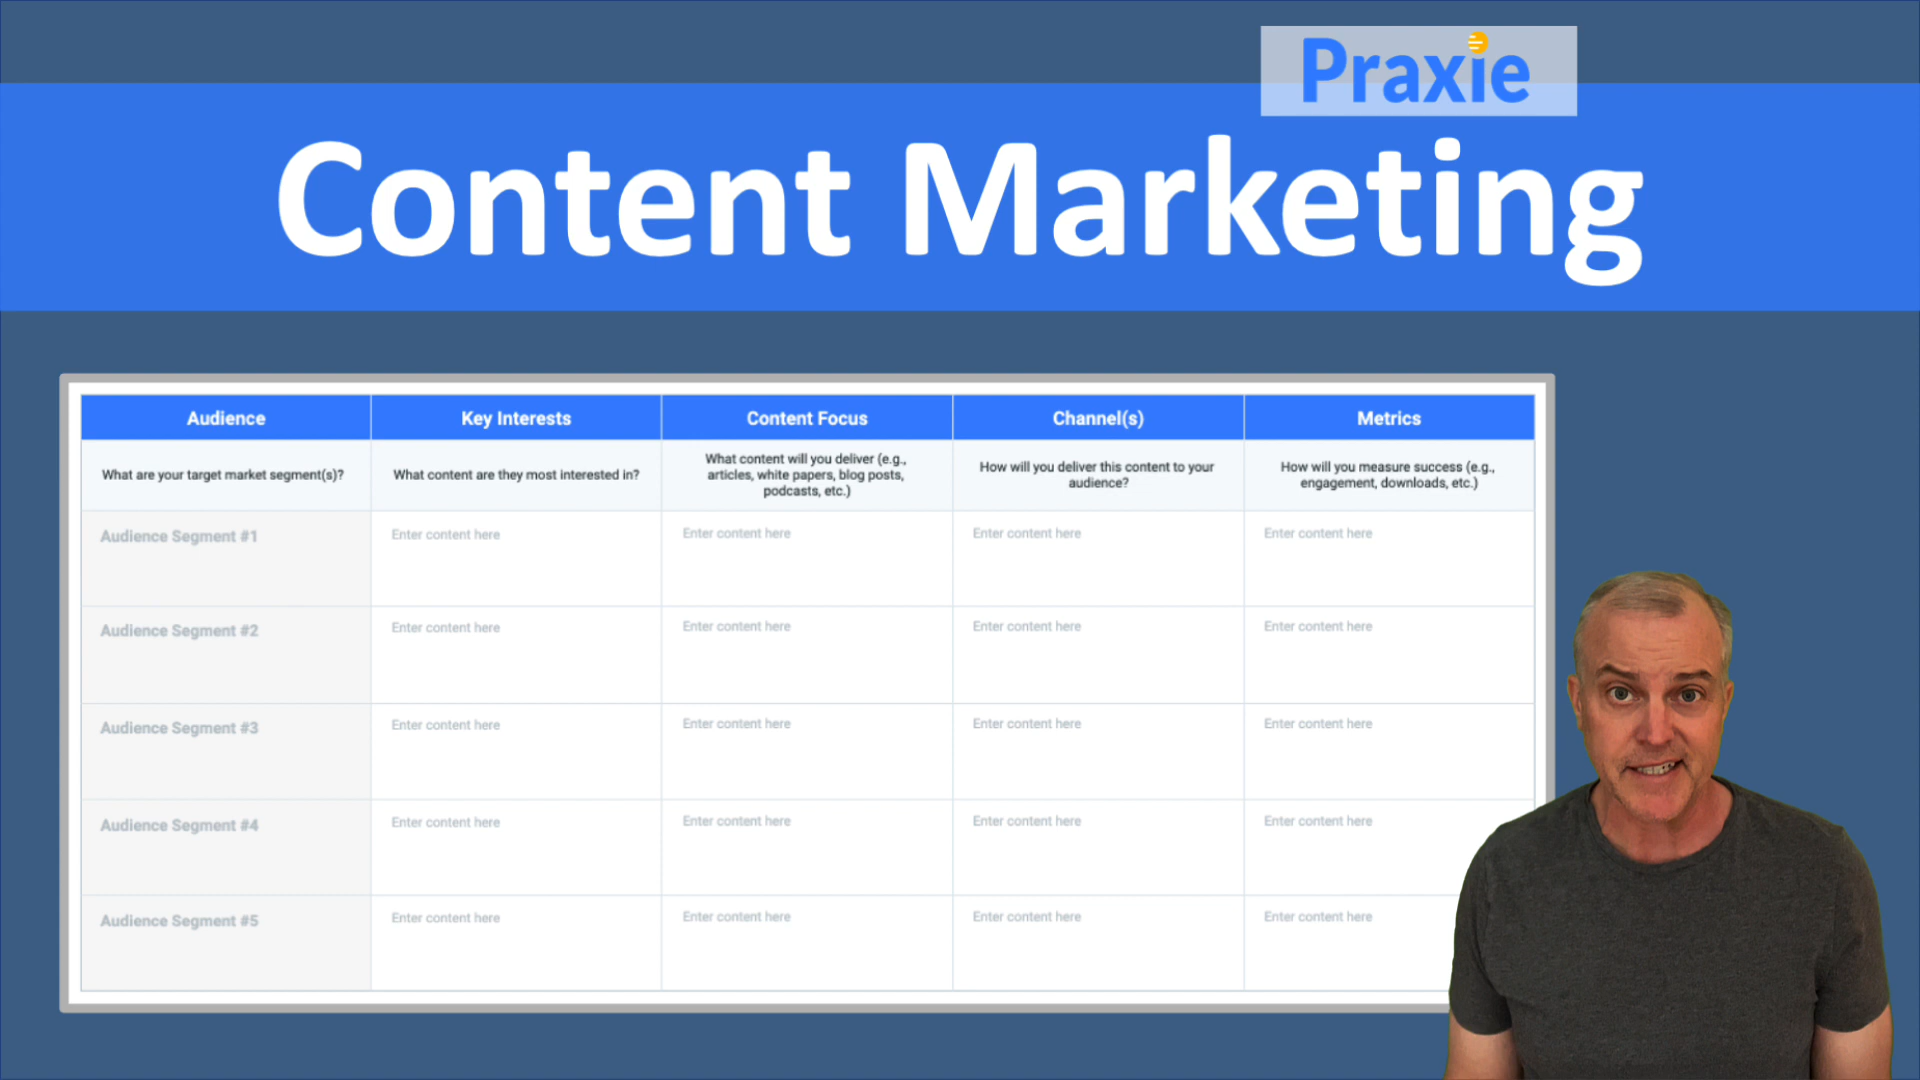 Praxie
Content Marketing
Audience
Key Interests
Content Focus
Channel(s)
Metrics
What are your target market segment(s)?
What content are they most interested in?
What content will you deliver (e.g.,
articles, white papers, blog posts,
podcasts, etc.)
How will you deliver this content to your
audience?
How will you measure success (e.g.,
engagement, downloads, etc.)
Audience Segment #1
Enter content here
Enter content here
Enter content here
Enter content here
Audience Segment #2
Enter content here
Enter content here
Enter content here
Enter content here
Audience Segment #3
Enter content here
Enter content here
Enter content here
Enter content here
Audience Segment #4
Enter content here
Enter content here
Enter content here
Enter content here
Audience Segment #5
Enter content here
Enter content here
Enter content here
Enter content here